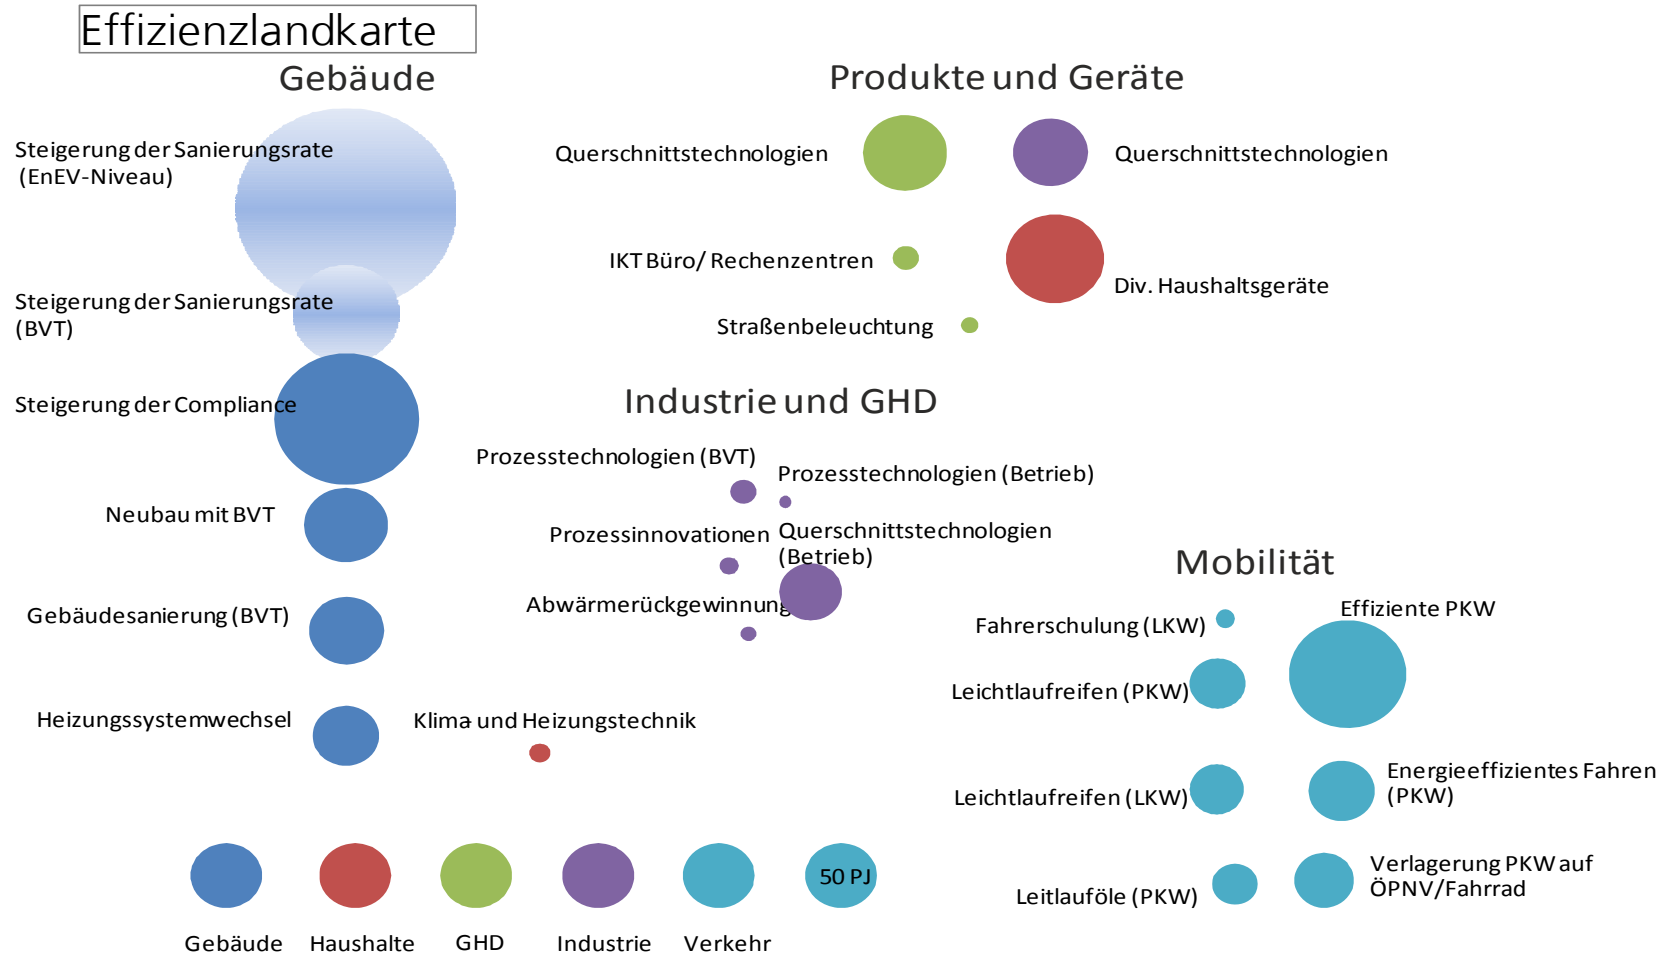 Effizienzlandkarte
Gebäude
Steigerung der Sanierungsrate
(EnEV-Niveau)
Steigerung der Sanierungsrate
(BVT)
Steigerung der Compliance
Neubau mit BVT
Gebäudesanierung (BVT)
Heizungssystemwechsel
Klima- und Heizungstechnik
Produkte und Geräte
Querschnittstechnologien
Querschnittstechnologien
IKT Büro/ Rechenzentren
Div. Haushaltsgeräte
Straßenbeleuchtung
Industrie und GHD
Prozesstechnologien (BVT)
Prozesstechnologien (Betrieb)
Prozessinnovationen
Querschnittstechnologien
(Betrieb)
Abwärmerückgewinnung
Mobilität
Fahrerschulung (LKW)
Effiziente PKW
Leichtlaufreifen (PKW)
Leichtlaufreifen (LKW)
Energieeffizientes Fahren
(PKW)
Leitlauföle (PKW)
Verlagerung PKW auf
ÖPNV/Fahrrad
50 PJ
Gebäude
Haushalte
GHD
Industrie
Verkehr